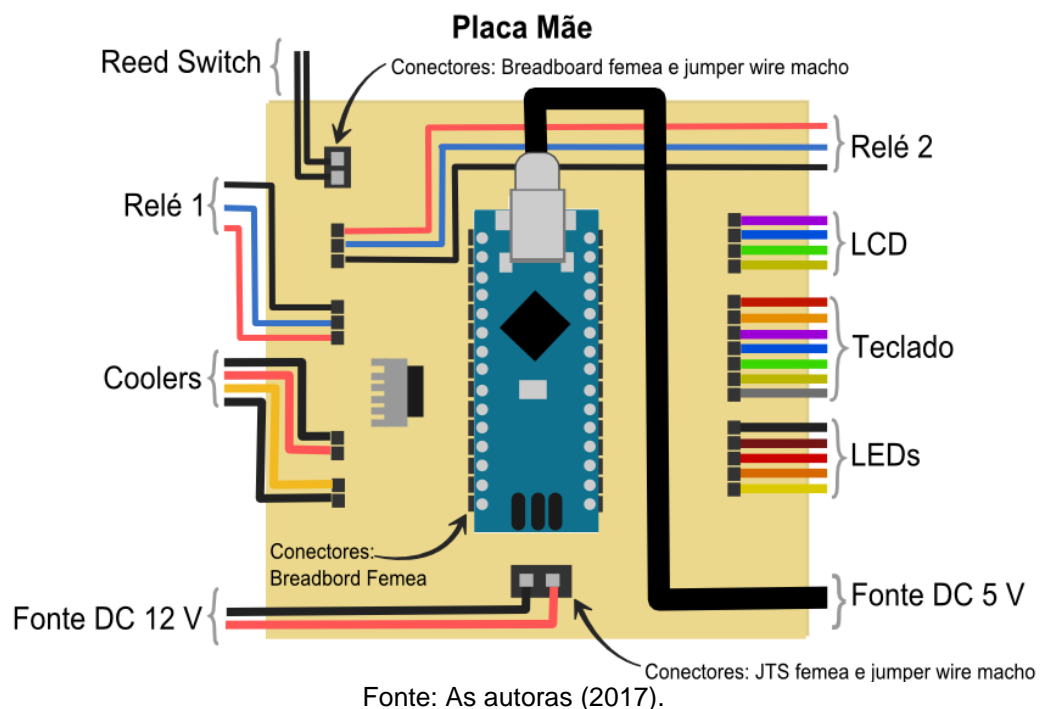 Placa Mãe
Reed Switch
Conectores: Breadboard femea e jumper wire macho
Relé 2
Relé 1
LCD
Teclado
Coolers
LEDs
Conectores:
Breadbord Femea
Fonte DC 12 V
Fonte DC 5 V
Conectores: JTS femea e jumper wire macho
Fonte: As autoras (2017).